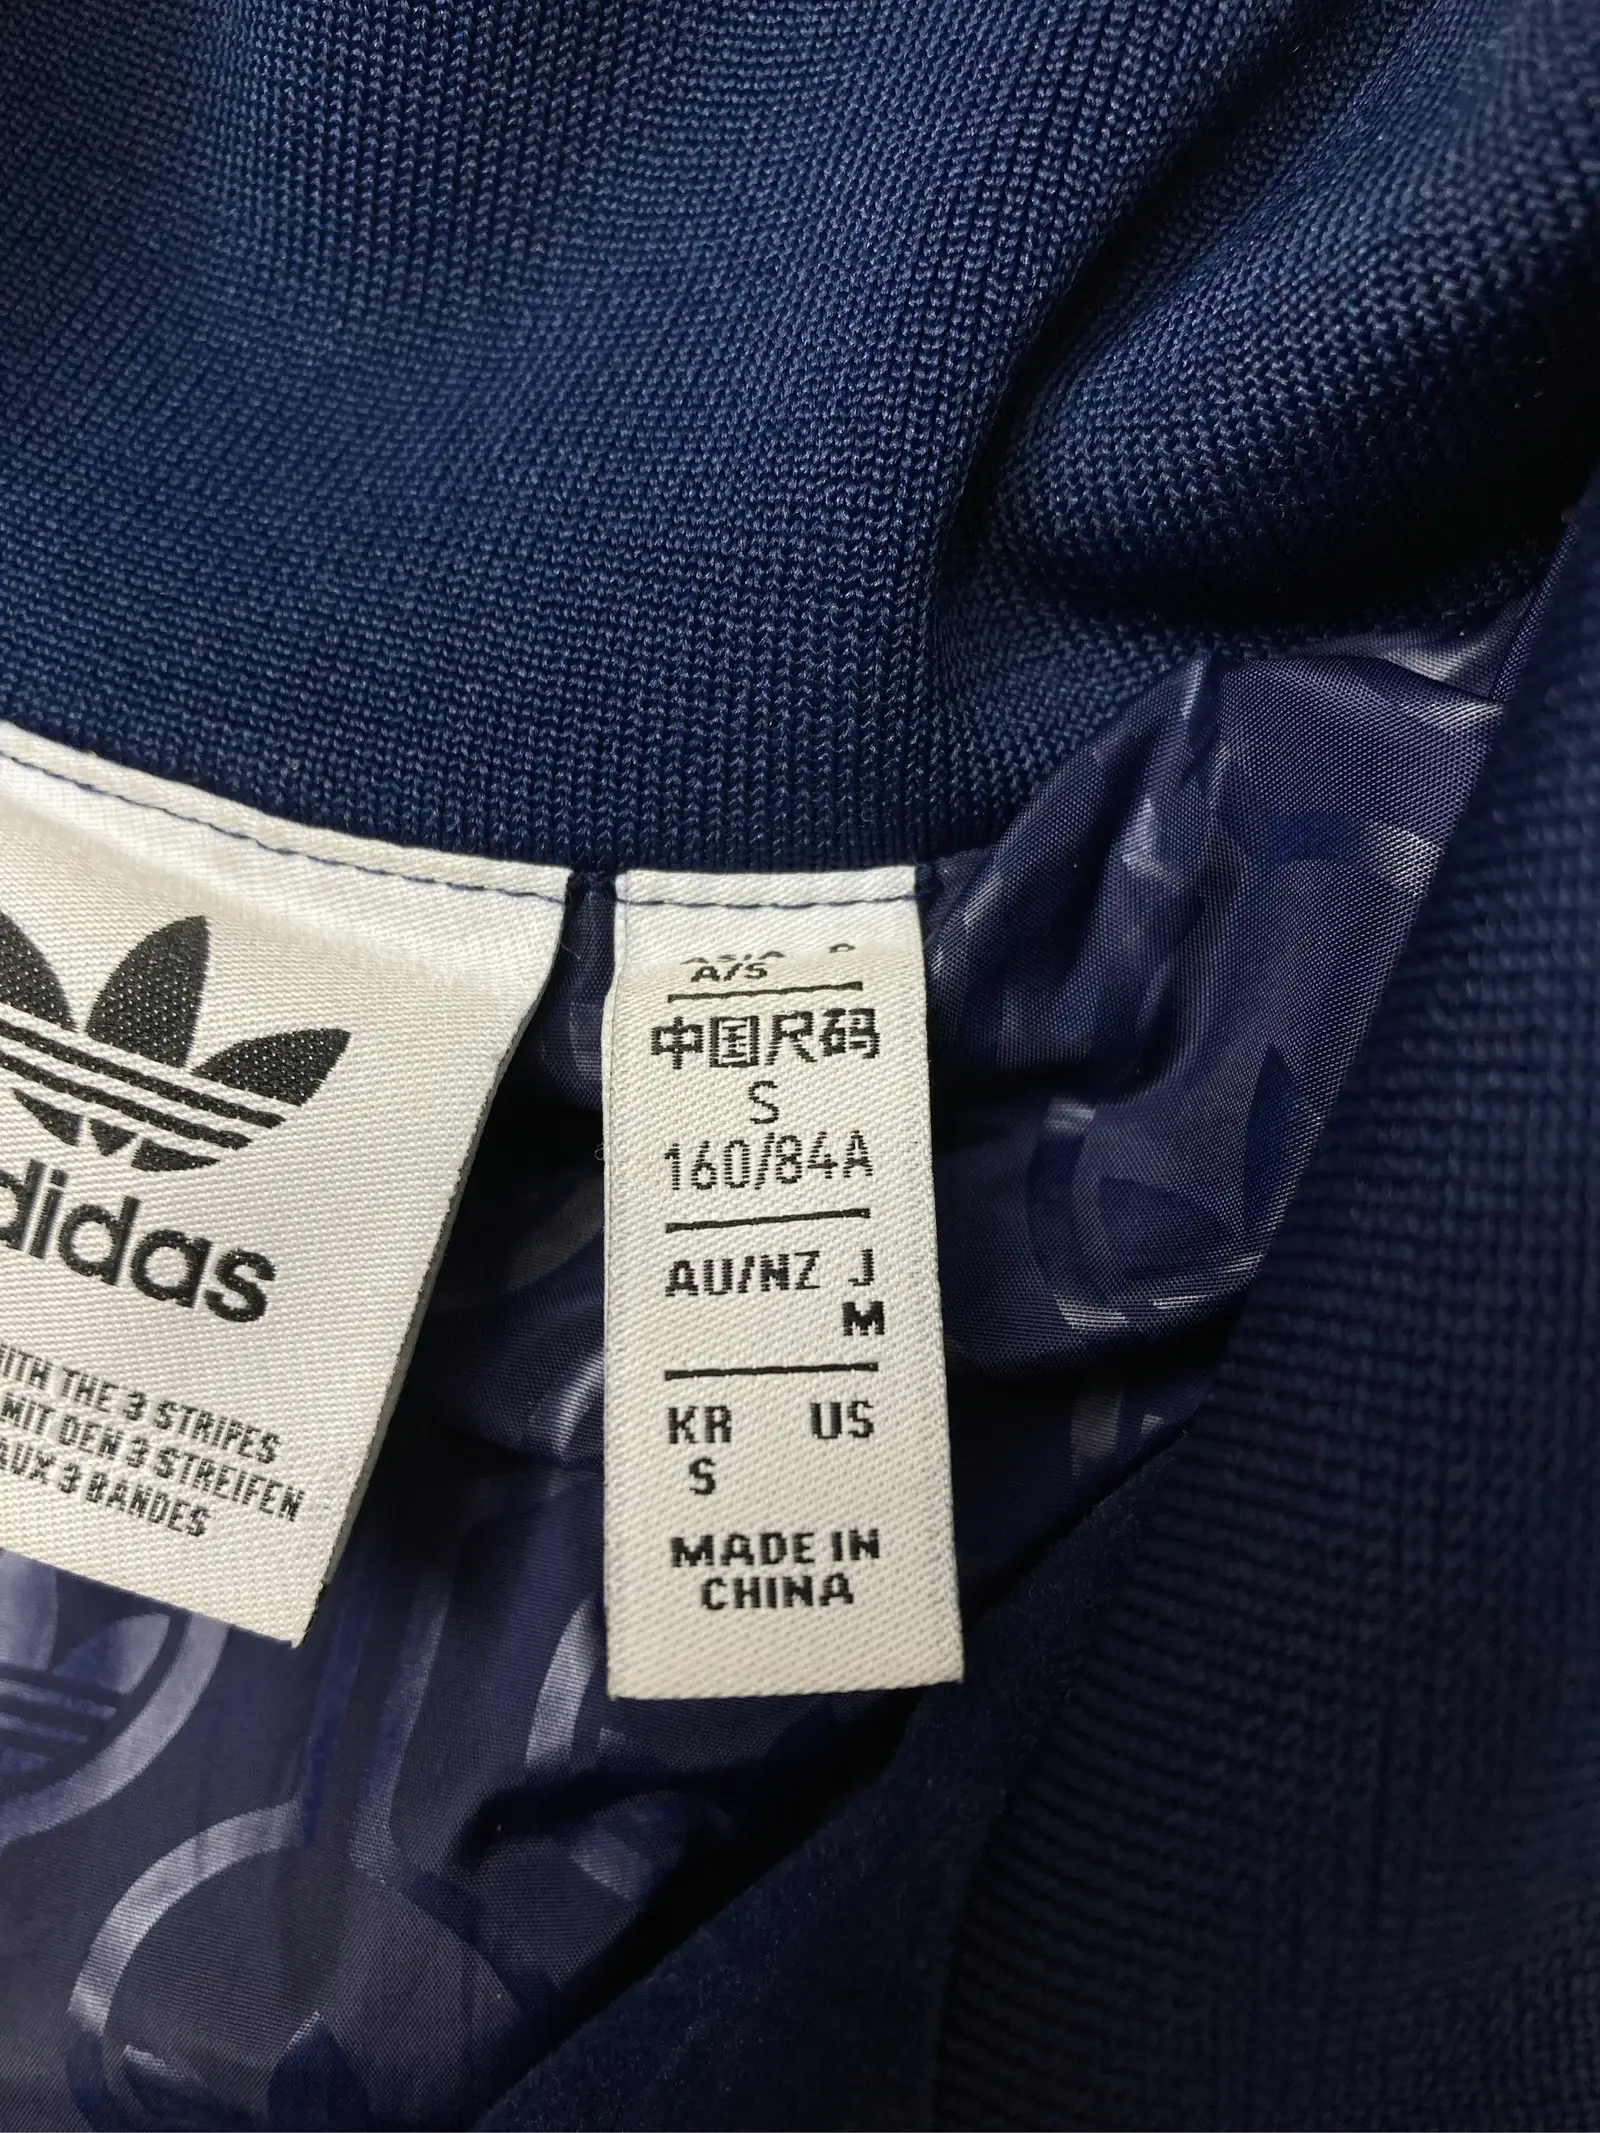 adidas
ITH THE 3 STRIPES
MIT DEN 3 STREIFEN
AUX 3 BANDES
A/S
中国尺码
S
160/84A
AU/NZ J
M
KR US
S
MADE IN
CHINA